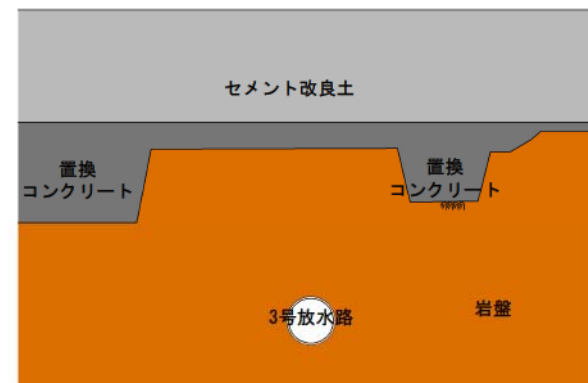 セメント改良土
置換
コンクリート
置換
コンクリート
3号放水路
岩盤